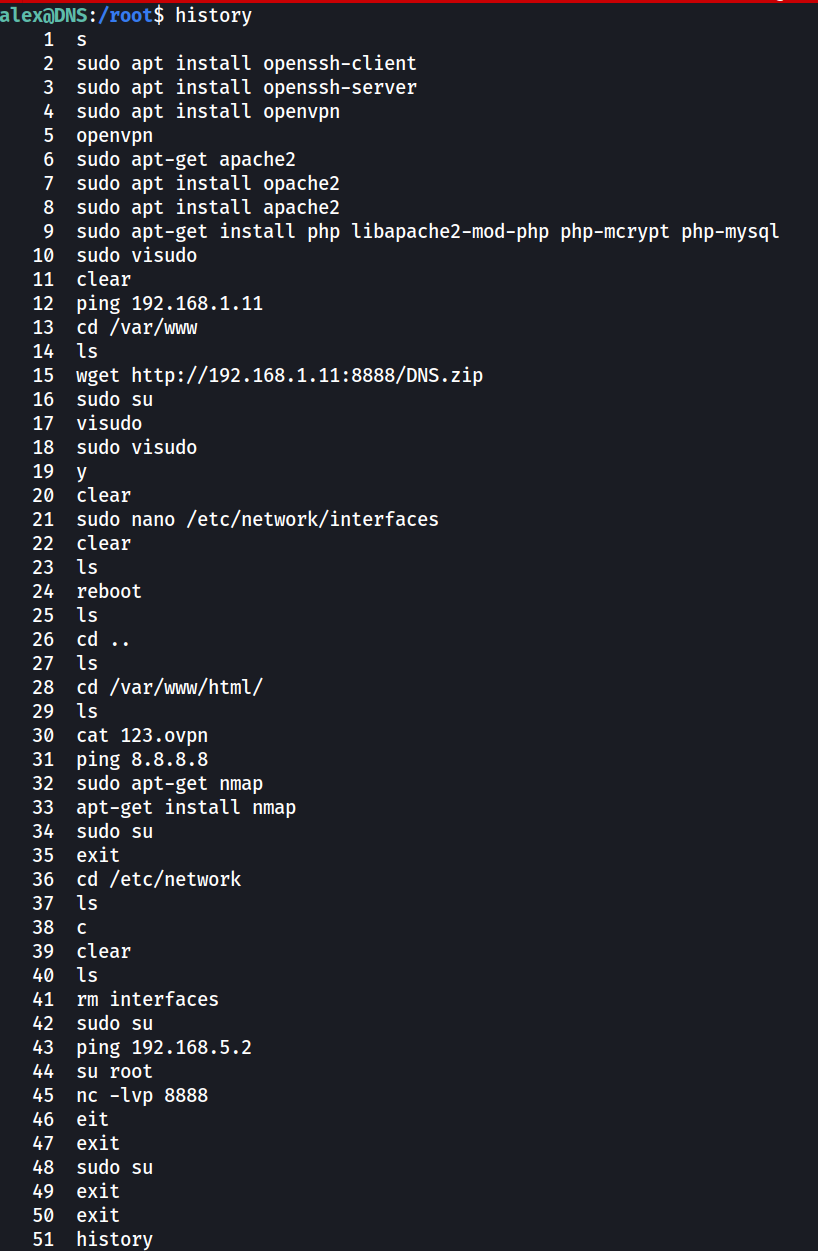 alex@DNS:/root$ history
1 s
2 sudo apt install openssh-client
3 sudo apt install openssh-server
4 sudo apt install openvpn
5 openvpn
6 sudo apt-get apache2
7 sudo apt install opache2
8 sudo apt install apache2
9 sudo apt-get install php libapache2-mod-php php-mcrypt php-mysql
10 sudo visudo
11 clear
12 ping 192.168.1.11
13 cd /var/www
14 ls
15 wget http://192.168.1.11:8888/DNS.zip
16 sudo su
17 visudo
18 sudo visudo
19 y
20 clear
21 sudo nano /etc/network/interfaces
22 clear
23 ls
24 reboot
25 ls
26 cd ..
27 ls
28 cd /var/www/html/
29 ls
30 cat 123.ovpn
31 ping 8.8.8.8
32 sudo apt-get nmap
33 apt-get install nmap
34 sudo su
35 exit
36 cd /etc/network
37 ls
38 c
39 clear
40 ls
41 rm interfaces
42 sudo su
43 ping 192.168.5.2
44 su root
45 nc -lvp 8888
46 eit
47 exit
48 sudo su
49 exit
50 exit
51 history